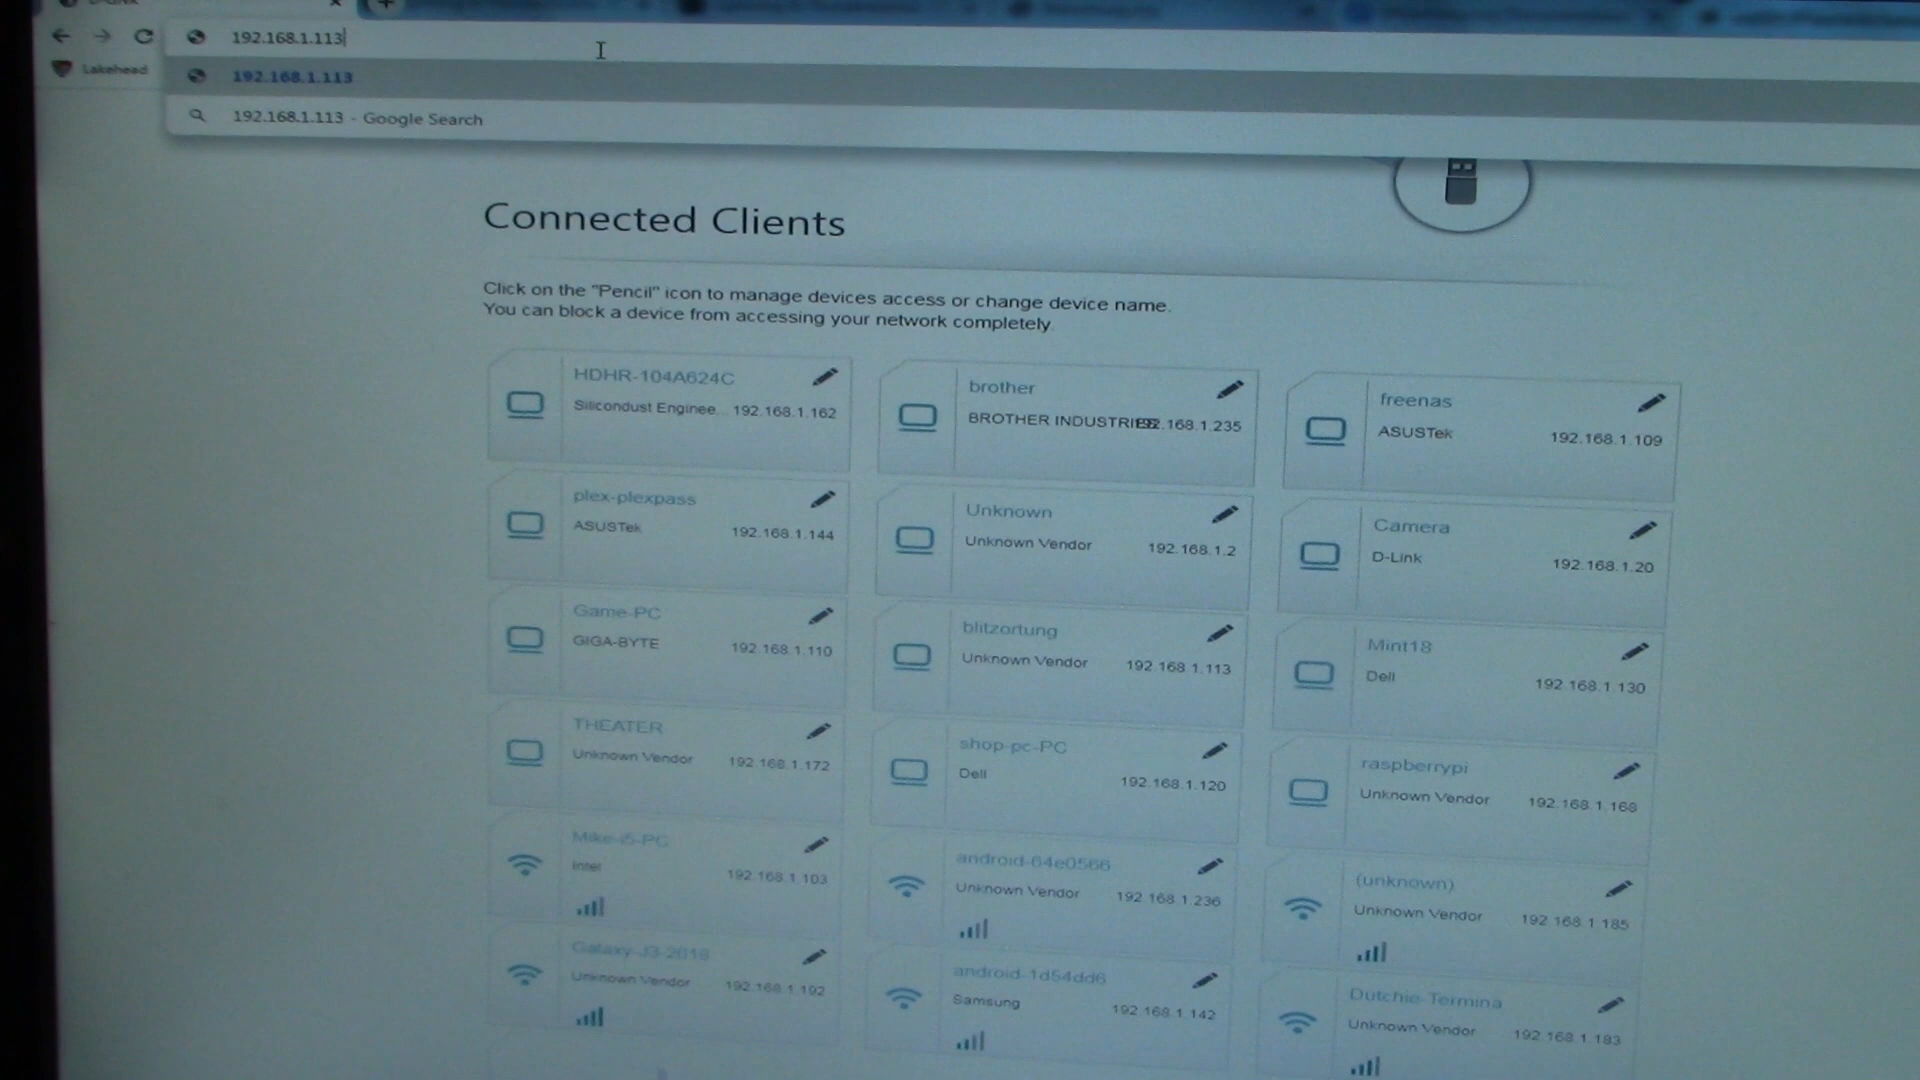 192.168.1.113
Lakehead
192.168.1.113
192.168.1.113 - Google Search
Connected Clients
Click on the "Pencil" icon to manage devices access or change device name.
You can block a device from accessing your network completely.
HDHR-104A624C
Silicondust Enginee... 192.168.1.162
brother
BROTHER INDUSTRIES .168.1.235
freenas
ASUSTek 192.168.1.109
plex-plexpass
ASUSTek 192.168.1.144
Unknown
Unknown Vendor 192.168.1.2
Camera
D-Link 192.168.1.20
Game-PC
GIGA-BYTE 192.168.1.110
blitzortung
Unknown Vendor 192.168.1.113
Mint18
Dell 192.168.1.130
THEATER
Unknown Vendor 192.168.1.172
shop-pc-PC
Dell 192.168.1.120
raspberrypi
Unknown Vendor 192.168.1.168
Mike-i5-PC
Intel 192.168.1.103
android-64e0566
Unknown Vendor 192.168.1.236
(unknown)
Unknown Vendor 192.168.1.185
Galaxy-J3-2016
Unknown Vendor 192.168.1.192
android-1d54dd6
Samsung 192.168.1.142
Dutchie-Termina
Unknown Vendor 192.168.1.183